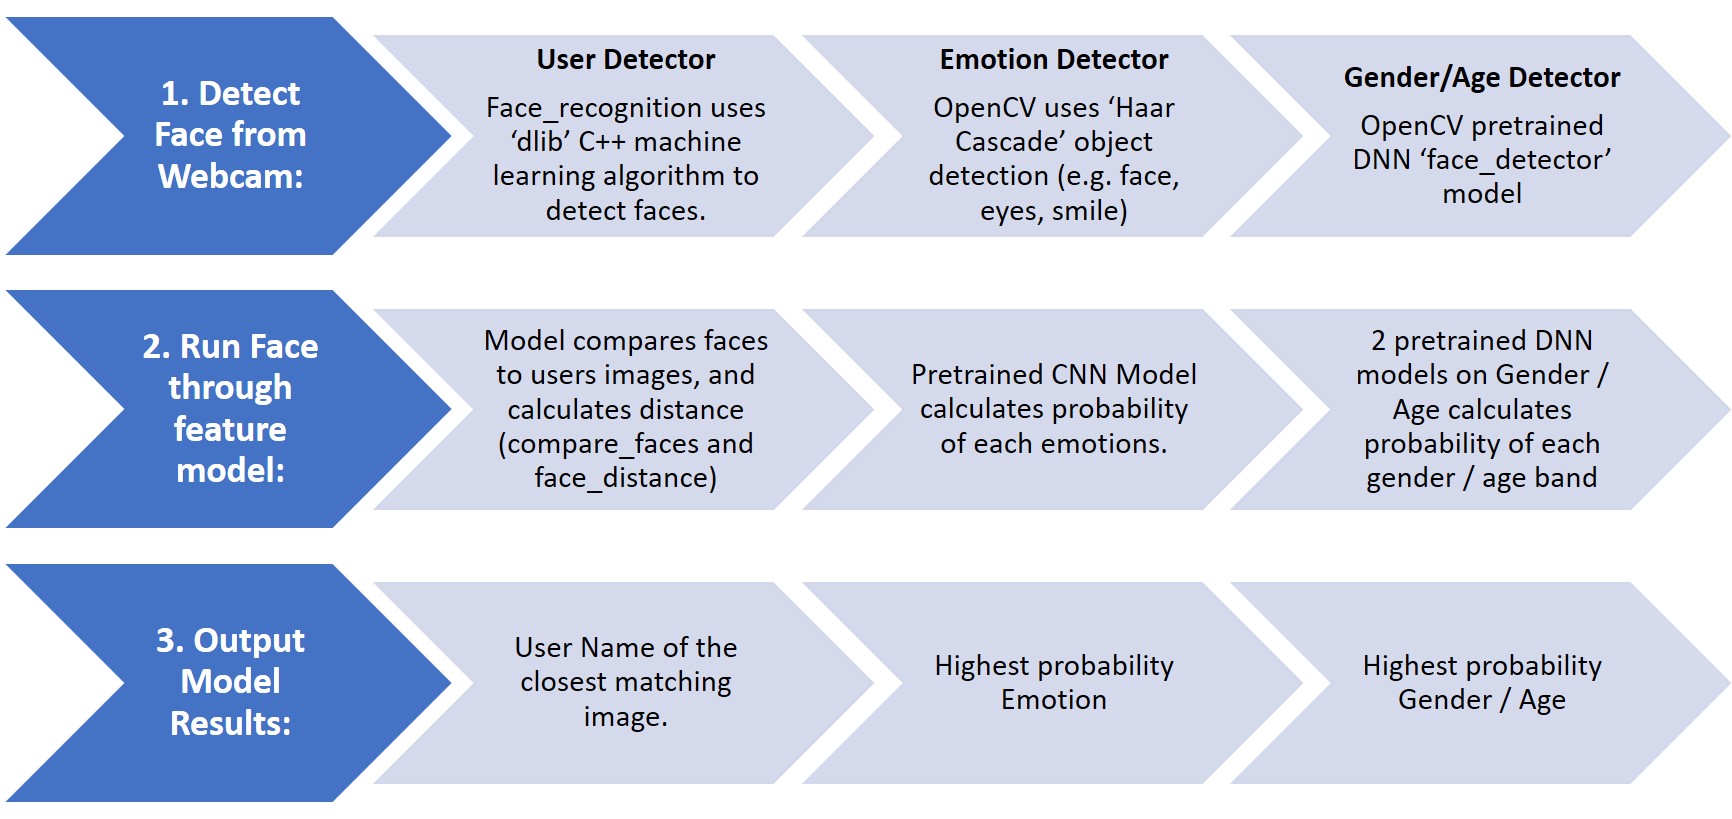 1. Detect
Face from
Webcam:
User Detector
Face_recognition uses
‘dlib’ C++ machine
learning algorithm to
detect faces.
Emotion Detector
OpenCV uses ‘Haar
Cascade’ object
detection (e.g. face,
eyes, smile)
Gender/Age Detector
OpenCV pretrained
DNN ‘face_detector’
model
2. Run Face
through
feature
model:
Model compares faces
to users images, and
calculates distance
(compare_faces and
face_distance)
Pretrained CNN Model
calculates probability
of each emotions.
2 pretrained DNN
models on Gender /
Age calculates
probability of each
gender / age band
3. Output
Model
Results:
User Name of the
closest matching
image.
Highest probability
Emotion
Highest probability
Gender / Age